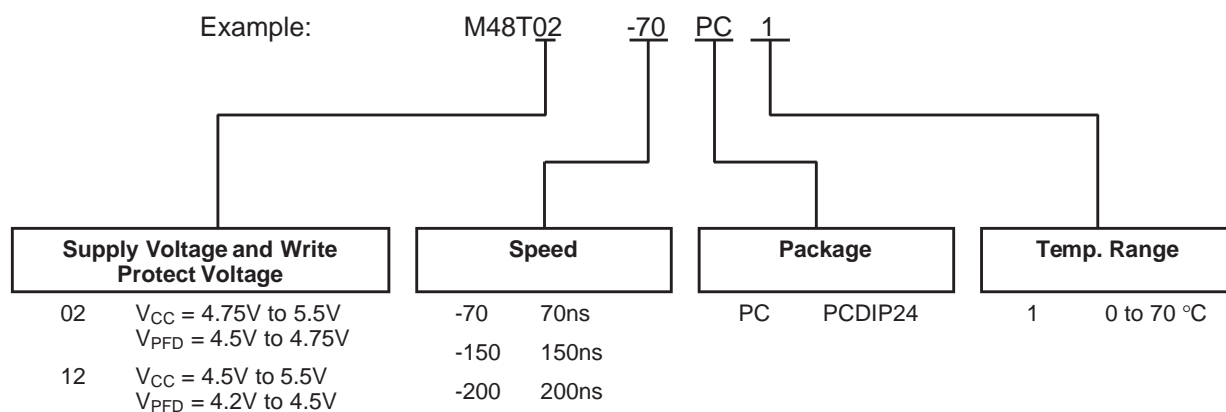 Example: M48T02 -70 PC 1
Supply Voltage and Write
Protect Voltage
02 VCC = 4.75V to 5.5V
VPFD = 4.5V to 4.75V
12 VCC = 4.5V to 5.5V
VPFD = 4.2V to 4.5V
Speed
-70 70ns
-150 150ns
-200 200ns
Package
PC PCDIP24
Temp. Range
1 0 to 70 °C